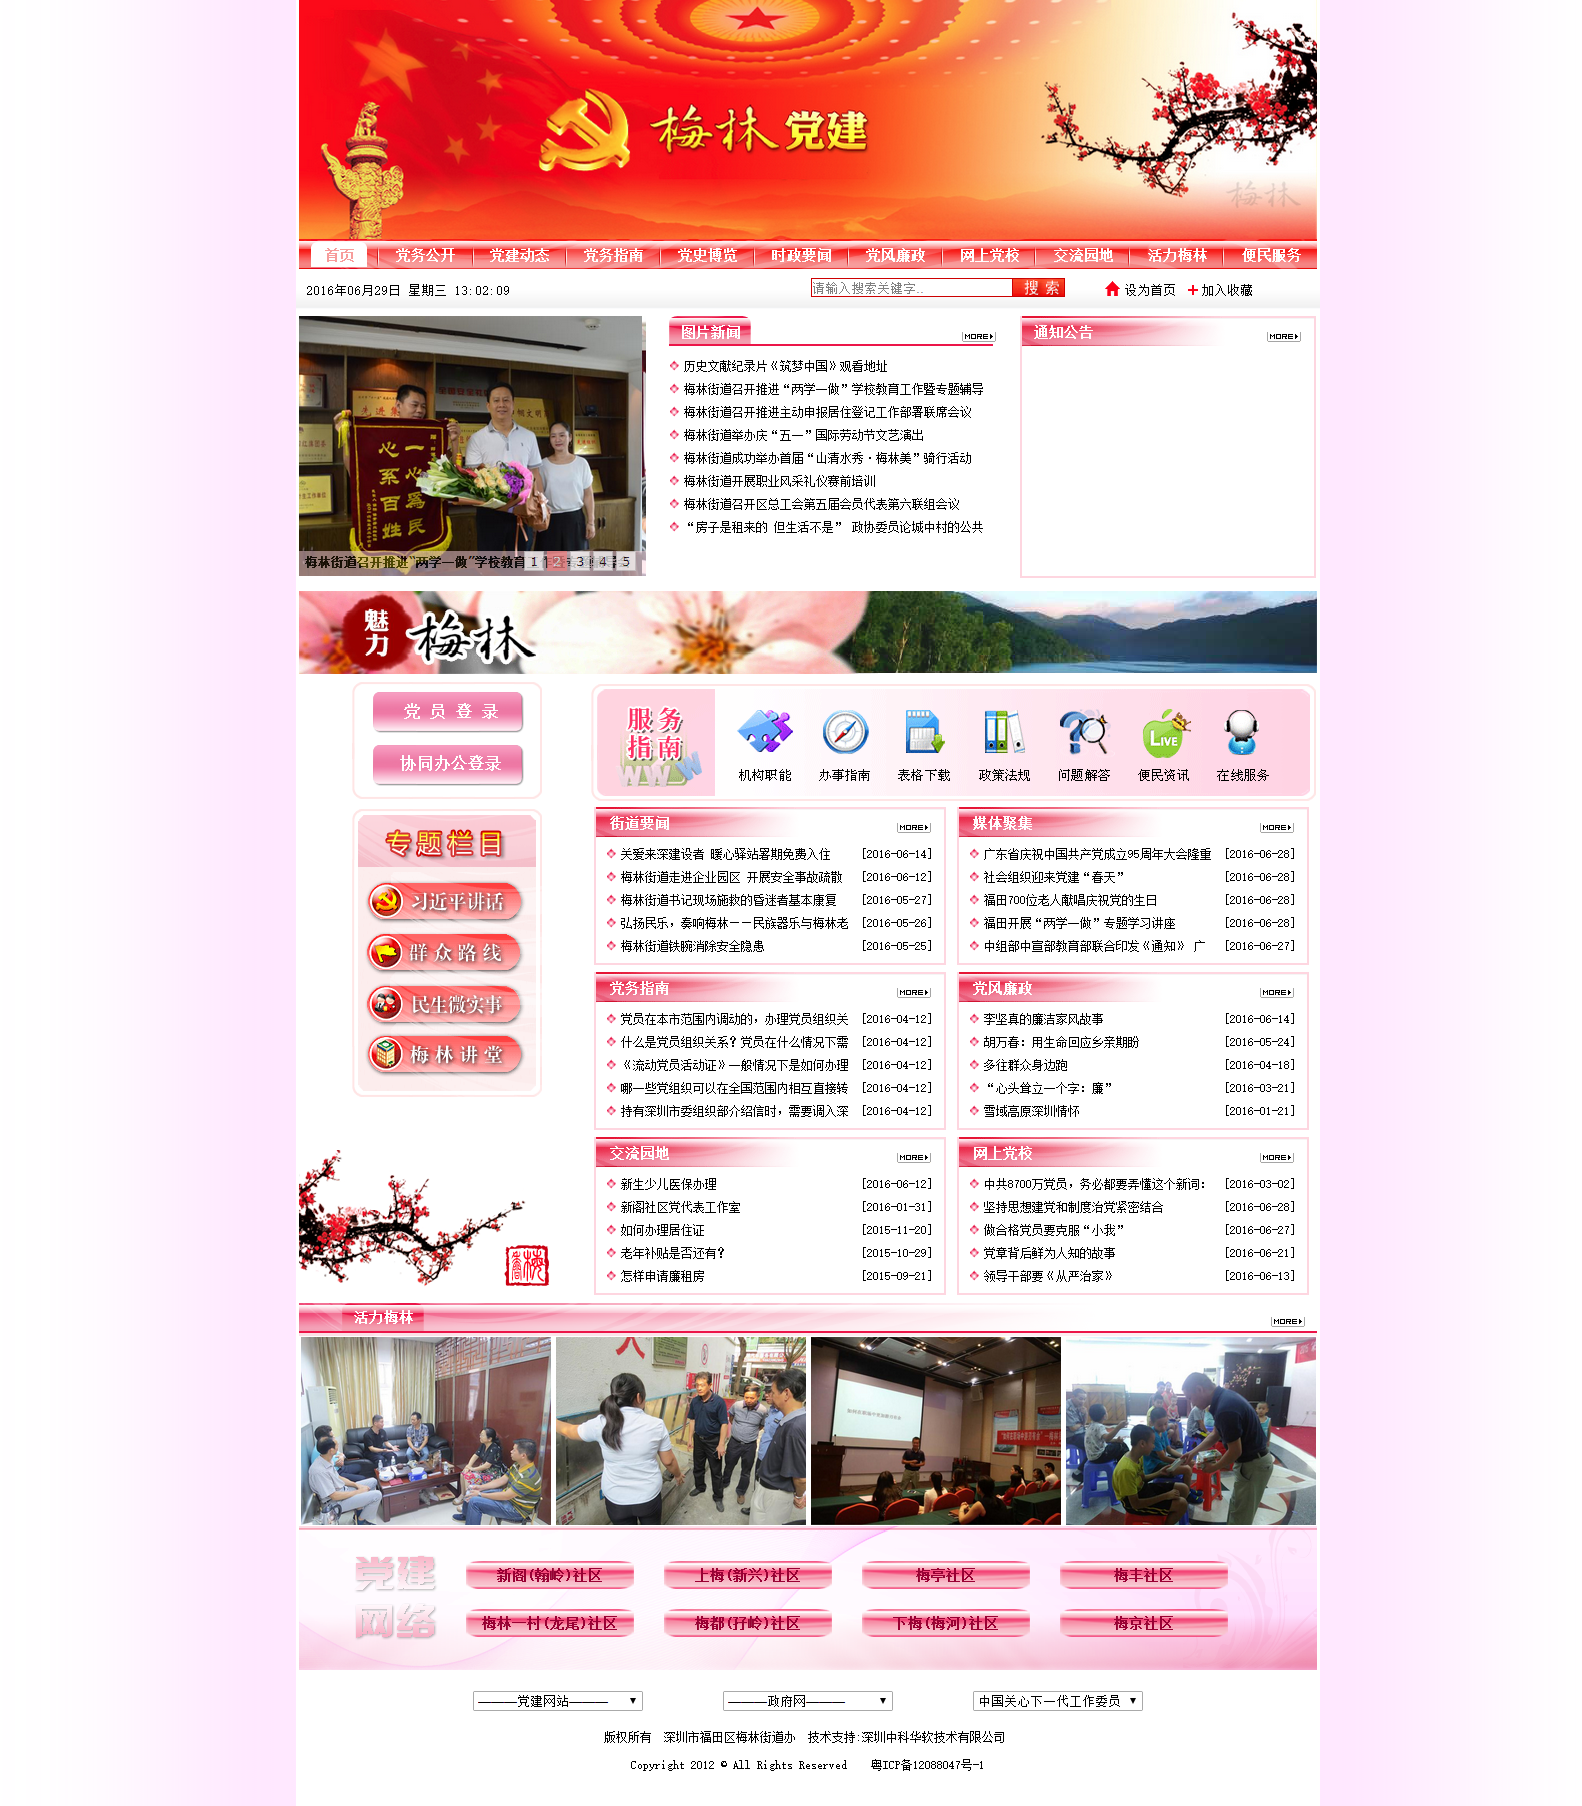 梅林党建
梅林
首页 党务公开 党建动态 党务指南 党史博览 时政要闻 党风廉政 网上党校 交流园地 活力梅林 便民服务
2016年06月29日 星期三 13:02:09 请输入搜索关键字.. 搜 索 设为首页 加入收藏
一心为民
心系百姓
梅林街道召开推进“两学一做”学校教育
1 2 3 4 5
图片新闻 MORE
历史文献纪录片《筑梦中国》观看地址
梅林街道召开推进“两学一做”学校教育工作暨专题辅导
梅林街道召开推进主动申报居住登记工作部署联席会议
梅林街道举办庆“五一”国际劳动节文艺演出
梅林街道成功举办首届“山清水秀·梅林美”骑行活动
梅林街道开展职业风采礼仪赛前培训
梅林街道召开区总工会第五届会员代表第六联组会议
“房子是租来的 但生活不是” 政协委员论城中村的公共
通知公告 MORE
魅力梅林
党 员 登 录
协同办公登录
专题栏目
习近平讲话
群众路线
民生微实事
梅林讲堂
服务指南
WWW
LIVE
机构职能 办事指南 表格下载 政策法规 问题解答 便民资讯 在线服务
街道要闻 MORE
关爱来深建设者 暖心驿站暑期免费入住 [2016-06-14]
梅林街道走进企业园区 开展安全事故疏散 [2016-06-12]
梅林街道书记现场施救的昏迷者基本康复 [2016-05-27]
弘扬民乐，奏响梅林——民族器乐与梅林老 [2016-05-26]
梅林街道铁腕消除安全隐患 [2016-05-25]
媒体聚集 MORE
广东省庆祝中国共产党成立95周年大会隆重 [2016-06-28]
社会组织迎来党建“春天” [2016-06-28]
福田700位老人献唱庆祝党的生日 [2016-06-28]
福田开展“两学一做”专题学习讲座 [2016-06-28]
中组部中宣部教育部联合印发《通知》 广 [2016-06-27]
党务指南 MORE
党员在本市范围内调动的，办理党员组织关 [2016-04-12]
什么是党员组织关系？党员在什么情况下需 [2016-04-12]
《流动党员活动证》一般情况下是如何办理 [2016-04-12]
哪一些党组织可以在全国范围内相互直接转 [2016-04-12]
持有深圳市委组织部介绍信时，需要调入深 [2016-04-12]
党风廉政 MORE
李坚真的廉洁家风故事 [2016-06-14]
胡万春：用生命回应乡亲期盼 [2016-05-24]
多往群众身边跑 [2016-04-18]
“心头耸立一个字：廉” [2016-03-21]
雪域高原深圳情怀 [2016-01-21]
交流园地 MORE
新生少儿医保办理 [2016-06-12]
新阁社区党代表工作室 [2016-01-31]
如何办理居住证 [2015-11-20]
老年补贴是否还有？ [2015-10-29]
怎样申请廉租房 [2015-09-21]
网上党校 MORE
中共8700万党员，务必都要弄懂这个新词： [2016-03-02]
坚持思想建党和制度治党紧密结合 [2016-06-28]
做合格党员要克服“小我” [2016-06-27]
党章背后鲜为人知的故事 [2016-06-21]
领导干部要《从严治家》 [2016-06-13]
活力梅林 MORE
党建网络
新阁(翰岭)社区 上梅(新兴)社区 梅亭社区 梅丰社区
梅林一村(龙尾)社区 梅都(孖岭)社区 下梅(梅河)社区 梅京社区
————党建网站———— ————政府网———— 中国关心下一代工作委员
版权所有 深圳市福田区梅林街道办 技术支持:深圳中科华软技术有限公司
Copyright 2012 © All Rights Reserved 粤ICP备12088047号-1